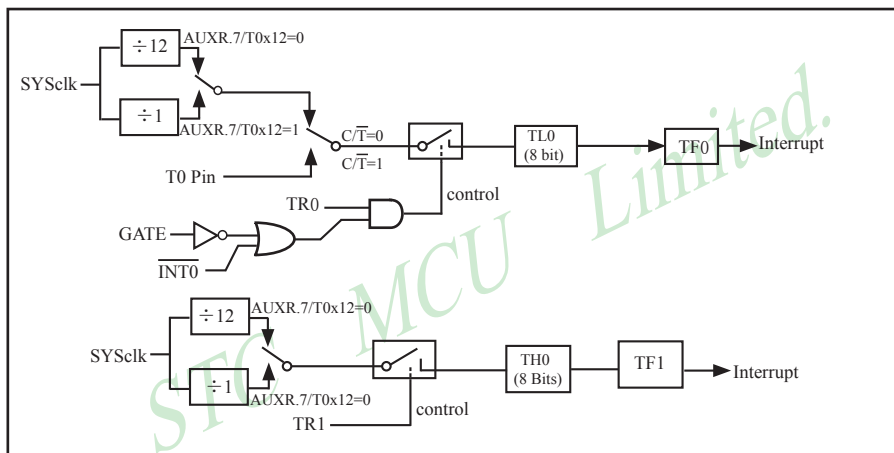 ÷12
AUXR.7/T0x12=0
SYSclk
÷1
AUXR.7/T0x12=1
C/T̅=0
C/T̅=1
T0 Pin
TL0
(8 bit)
TF0
Interrupt
control
TR0
GATE
I̅N̅T̅0̅
÷12
AUXR.7/T0x12=0
SYSclk
÷1
AUXR.7/T0x12=0
TH0
(8 Bits)
TF1
Interrupt
control
TR1
STC MCU Limited.